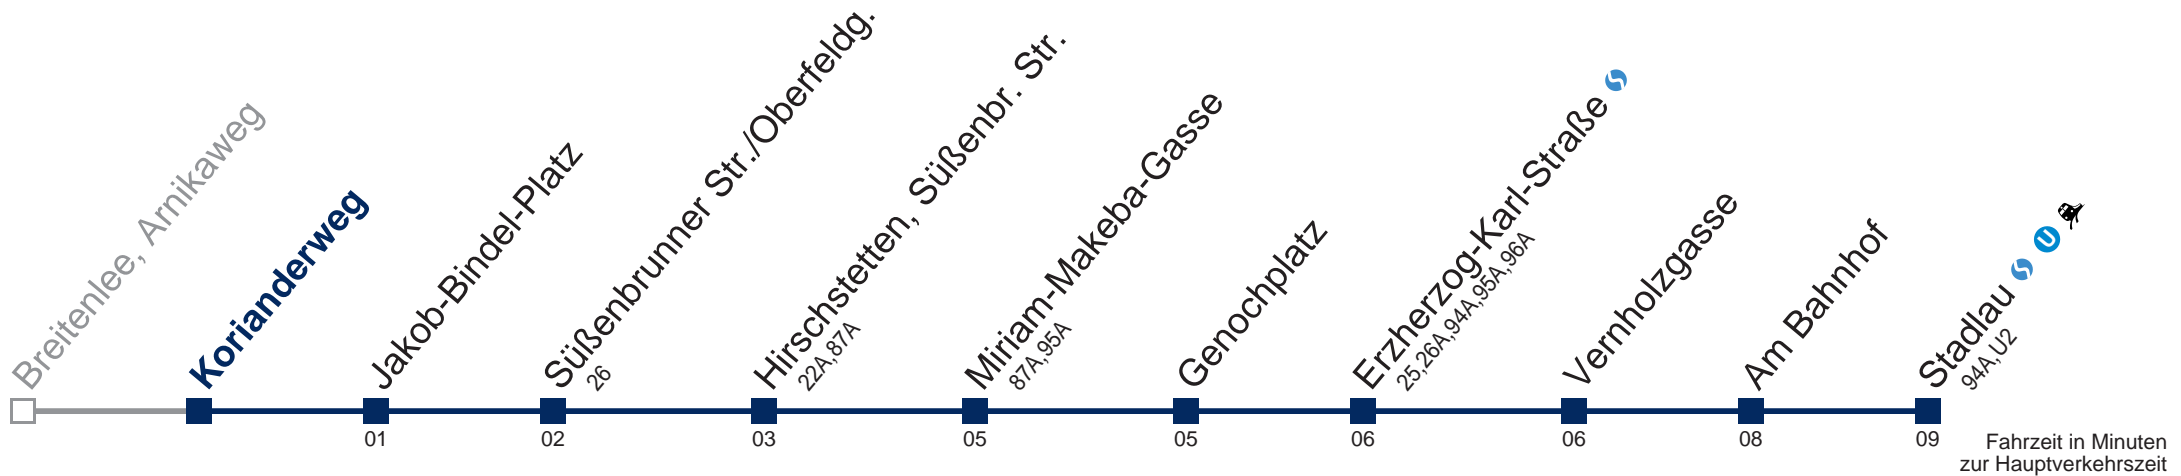 Breitenlee, Arnikaweg
Korianderweg
Jakob-Bindel-Platz
01
Süßenbrunner Str./Oberfeldg.
26
02
Hirschstetten, Süßenbr. Str.
22A,87A
03
Miriam-Makeba-Gasse
87A,95A
05
Genochplatz
05
Erzherzog-Karl-Straße S
25,26A,94A,95A,96A
06
Vernholzgasse
06
Am Bahnhof
08
Stadlau S U
94A,U2
09
Fahrzeit in Minuten
zur Hauptverkehrszeit